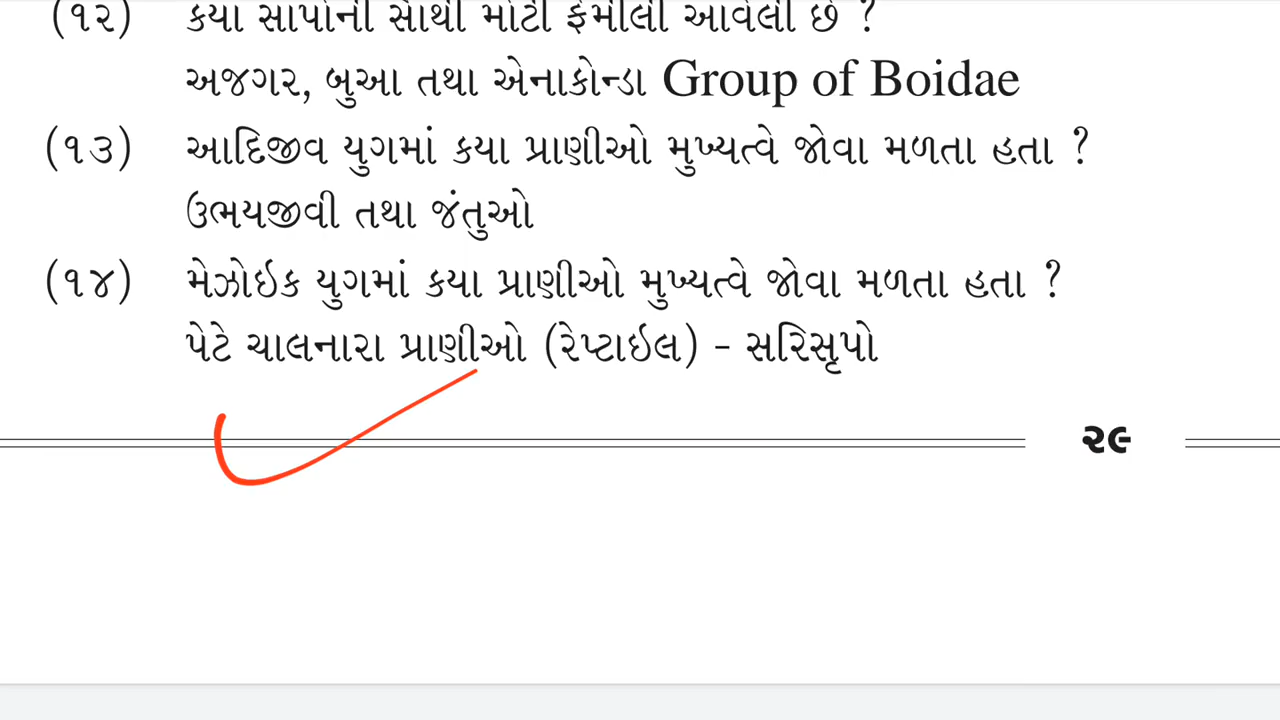 (૧૨) કયા સાપોની સૌથી મોટી ફેમીલી આવેલી છે ?
અજગર, બુઆ તથા એનાકોન્ડા Group of Boidae
(૧૩) આદિજીવ યુગમાં કયા પ્રાણીઓ મુખ્યત્વે જોવા મળતા હતા ?
ઉભયજીવી તથા જંતુઓ
(૧૪) મેઝોઇક યુગમાં કયા પ્રાણીઓ મુખ્યત્વે જોવા મળતા હતા ?
પેટે ચાલનારા પ્રાણીઓ (રેપ્ટાઇલ) - સરિસૃપો
૨૯